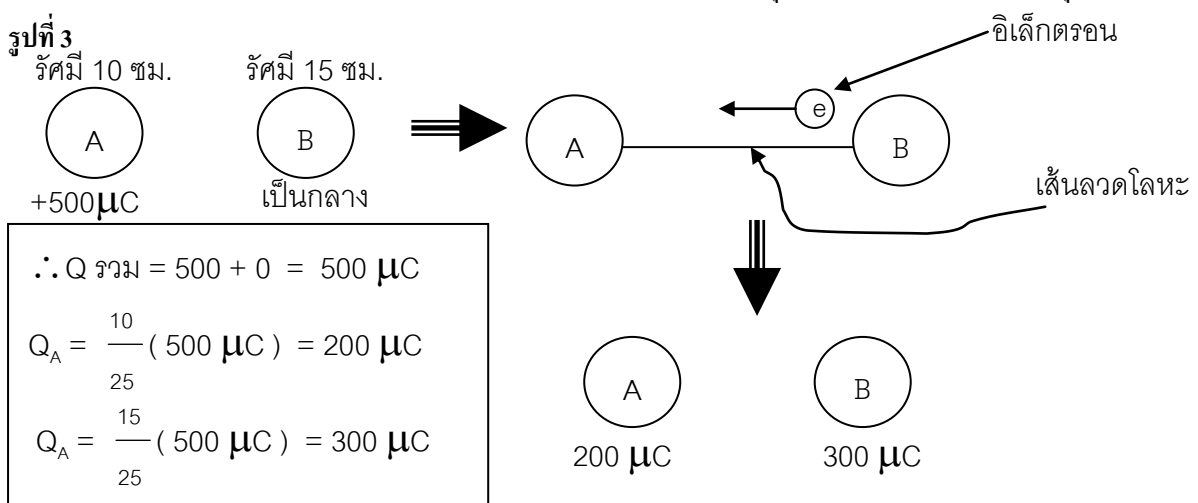 รูปที่ 3
รัศมี 10 ซม. รัศมี 15 ซม.
A
B
+500μC
เป็นกลาง
อิเล็กตรอน
e
A
B
เส้นลวดโลหะ
∴ Q รวม = 500 + 0 = 500 μC
Q_A = 10/25 ( 500 μC ) = 200 μC
Q_A = 15/25 ( 500 μC ) = 300 μC
A
B
200 μC
300 μC